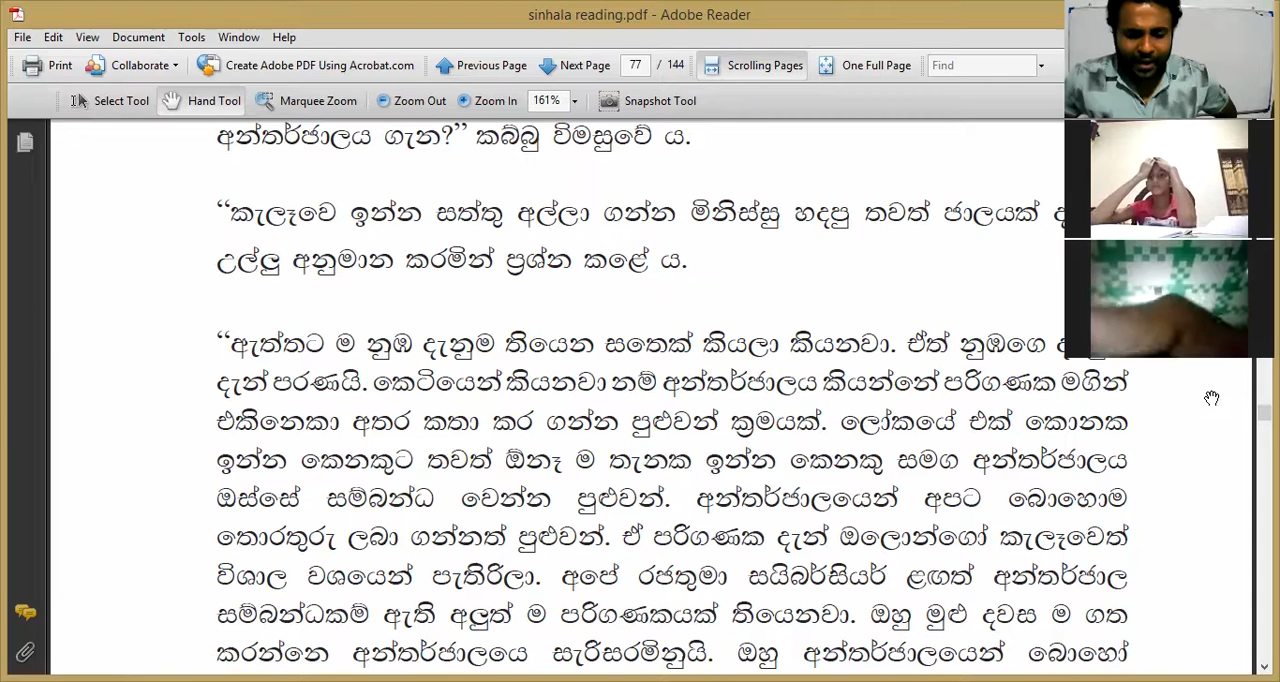 sinhala reading.pdf - Adobe Reader
File Edit View Document Tools Window Help
Print Collaborate Create Adobe PDF Using Acrobat.com Previous Page 77 / 144 Next Page Scrolling Pages One Full Page Find
Select Tool Hand Tool Marquee Zoom Zoom Out Zoom In 161% Snapshot Tool
අන්තර්ජාලය ගැන?’’ කබ්බු විමසුවේ ය.
‘‘කැලෑවෙ ඉන්න සත්තු අල්ලා ගන්න මිනිස්සු හදපු තවත් ජාලයක්
උල්ලු අනුමාන කරමින් ප්‍රශ්න කළේ ය.
‘‘ඇත්තට ම නුඹ දැනුම තියෙන සතෙක් කියලා කියනවා. ඒත් නුඹගෙ
දැන් පරණයි. කෙටියෙන් කියනවා නම් අන්තර්ජාලය කියන්නේ පරිගණක මගින්
එකිනෙකා අතර කතා කර ගන්න පුළුවන් ක්‍රමයක්. ලෝකයේ එක් කොනක
ඉන්න කෙනකුට තවත් ඕනෑ ම තැනක ඉන්න කෙනකු සමග අන්තර්ජාලය
ඔස්සේ සම්බන්ධ වෙන්න පුළුවන්. අන්තර්ජාලයෙන් අපට බොහොම
තොරතුරු ලබා ගන්නත් පුළුවන්. ඒ පරිගණක දැන් ඔලොන්ගෝ කැලෑවෙත්
විශාල වශයෙන් පැතිරිලා. අපේ රජතුමා සයිබර්සියර් ළඟත් අන්තර්ජාල
සම්බන්ධකම් ඇති අලුත් ම පරිගණකයක් තියෙනවා. ඔහු මුළු දවස ම ගත
කරන්නෙ අන්තර්ජාලයෙ සැරිසරමිනුයි. ඔහු අන්තර්ජාලයෙන් බොහෝ